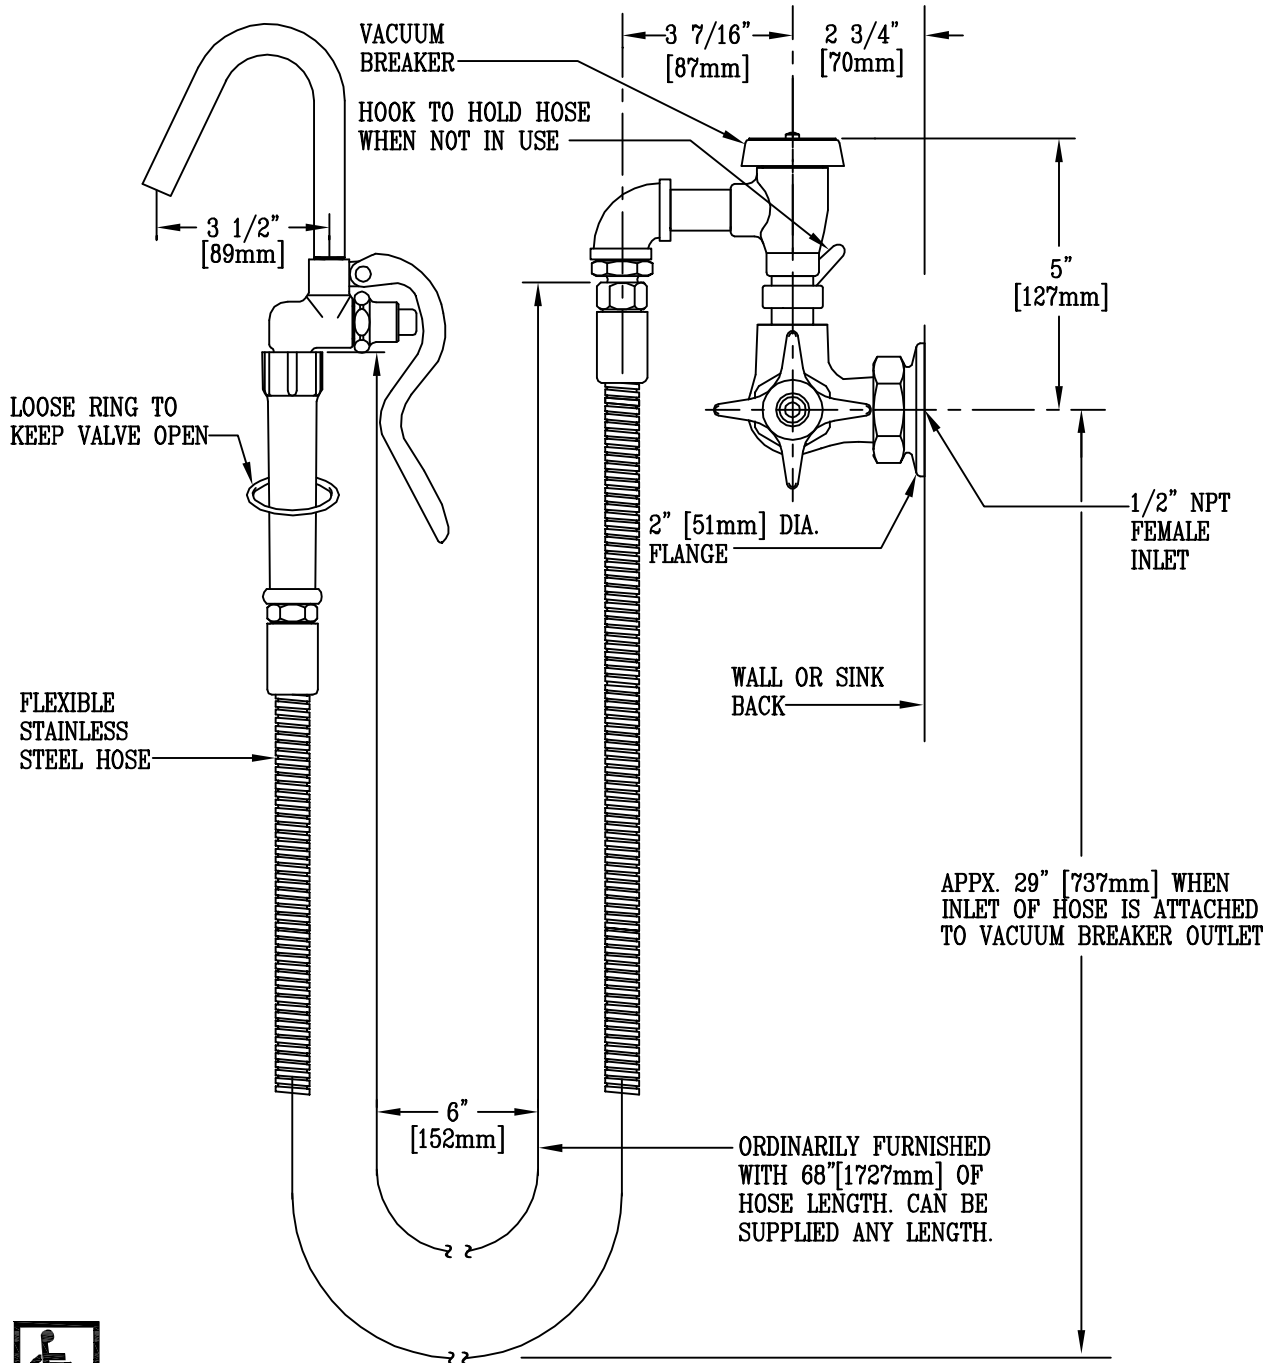 VACUUM
BREAKER
3 7/16”
[87mm]
2 3/4”
[70mm]
HOOK TO HOLD HOSE
WHEN NOT IN USE
3 1/2”
[89mm]
5”
[127mm]
LOOSE RING TO
KEEP VALVE OPEN
2” [51mm] DIA.
FLANGE
1/2” NPT
FEMALE
INLET
WALL OR SINK
BACK
FLEXIBLE
STAINLESS
STEEL HOSE
APPX. 29” [737mm] WHEN
INLET OF HOSE IS ATTACHED
TO VACUUM BREAKER OUTLET
6”
[152mm]
ORDINARILY FURNISHED
WITH 68”[1727mm] OF
HOSE LENGTH. CAN BE
SUPPLIED ANY LENGTH.